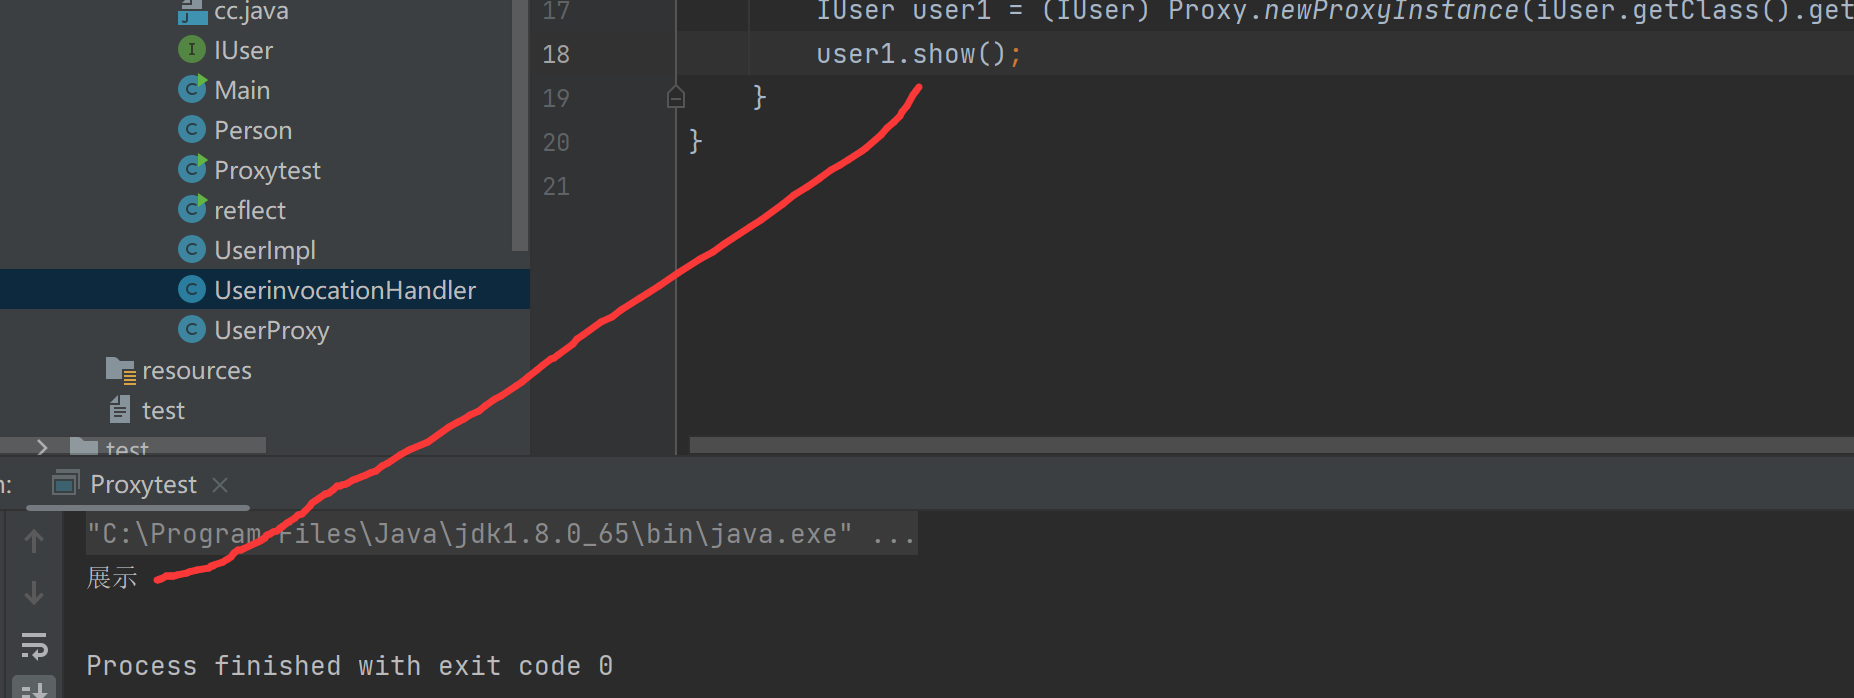 cc.java
IUser
Main
Person
Proxytest
reflect
UserImpl
UserinvocationHandler
UserProxy
resources
test
test
17 IUser user1 = (IUser) Proxy.newProxyInstance(iUser.getClass().get
18 user1.show();
19 }
20 }
21
n: Proxytest
"C:\Program Files\Java\jdk1.8.0_65\bin\java.exe" ...
展示
Process finished with exit code 0